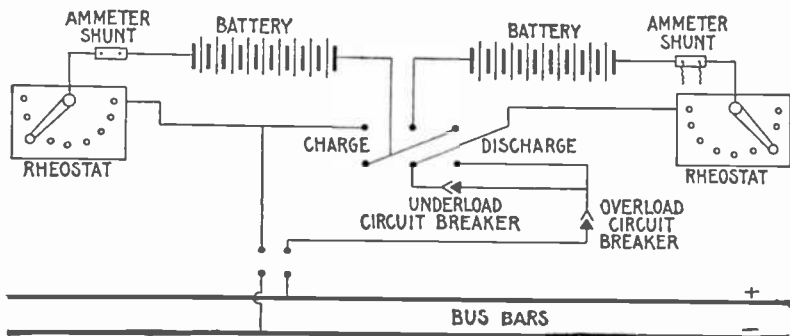 AMMETER
SHUNT
BATTERY
BATTERY
AMMETER
SHUNT
RHEOSTAT
CHARGE
DISCHARGE
RHEOSTAT
UNDERLOAD
CIRCUIT BREAKER
OVERLOAD
CIRCUIT
BREAKER
+
BUS BARS
−